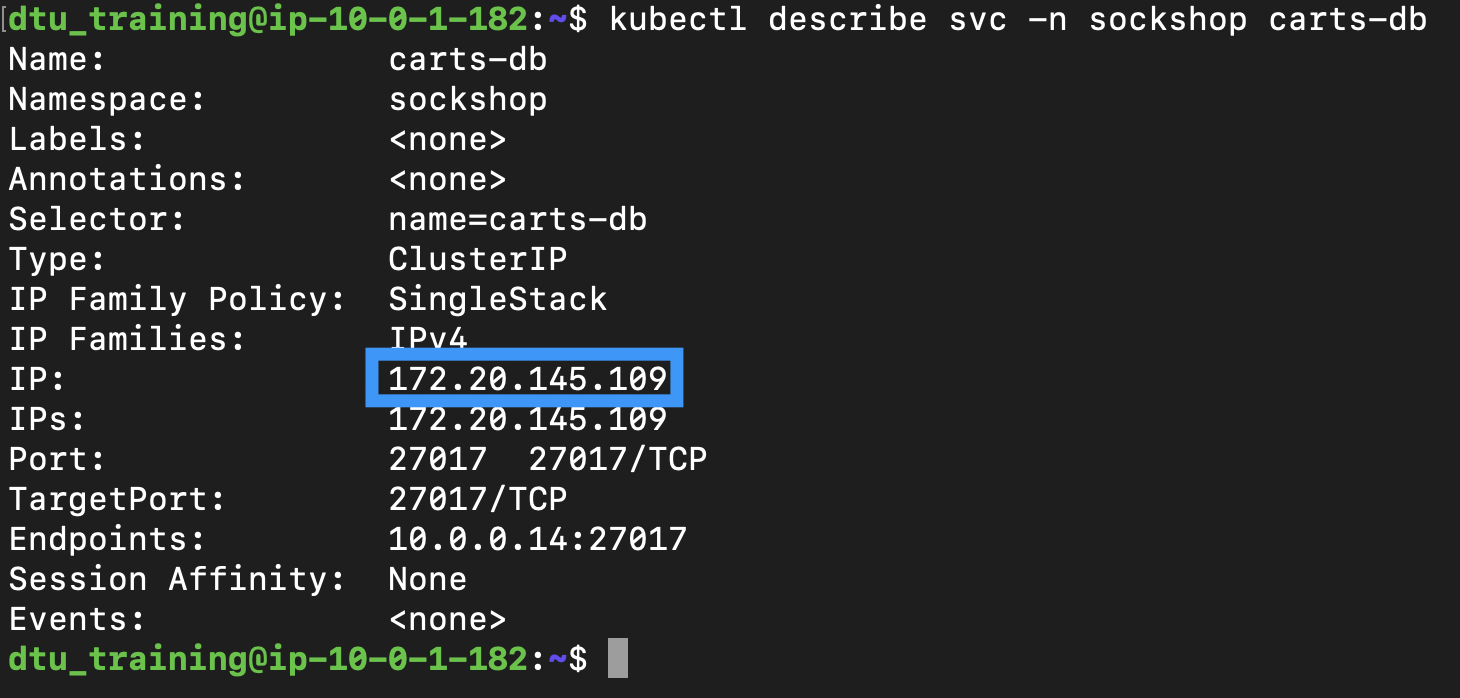 [dtu_training@ip-10-0-1-182:~$ kubectl describe svc -n sockshop carts-db
Name: carts-db
Namespace: sockshop
Labels: <none>
Annotations: <none>
Selector: name=carts-db
Type: ClusterIP
IP Family Policy: SingleStack
IP Families: IPv4
IP: 172.20.145.109
IPs: 172.20.145.109
Port: 27017 27017/TCP
TargetPort: 27017/TCP
Endpoints: 10.0.0.14:27017
Session Affinity: None
Events: <none>
dtu_training@ip-10-0-1-182:~$